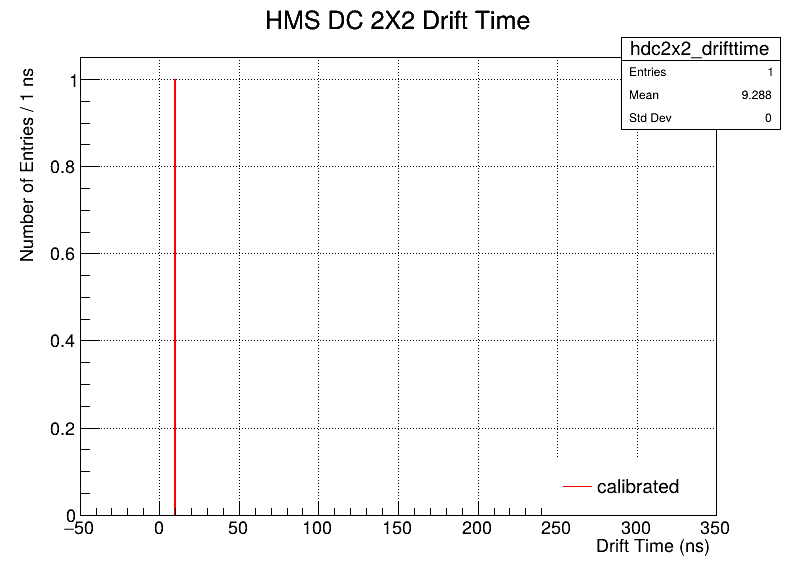 HMS DC 2X2 Drift Time
hdc2x2_drifttime
Entries 1
Mean 9.288
Std Dev 0
Number of Entries / 1 ns
1
0.8
0.6
0.4
0.2
0
−50 0 50 100 150 200 250 300 350
Drift Time (ns)
calibrated